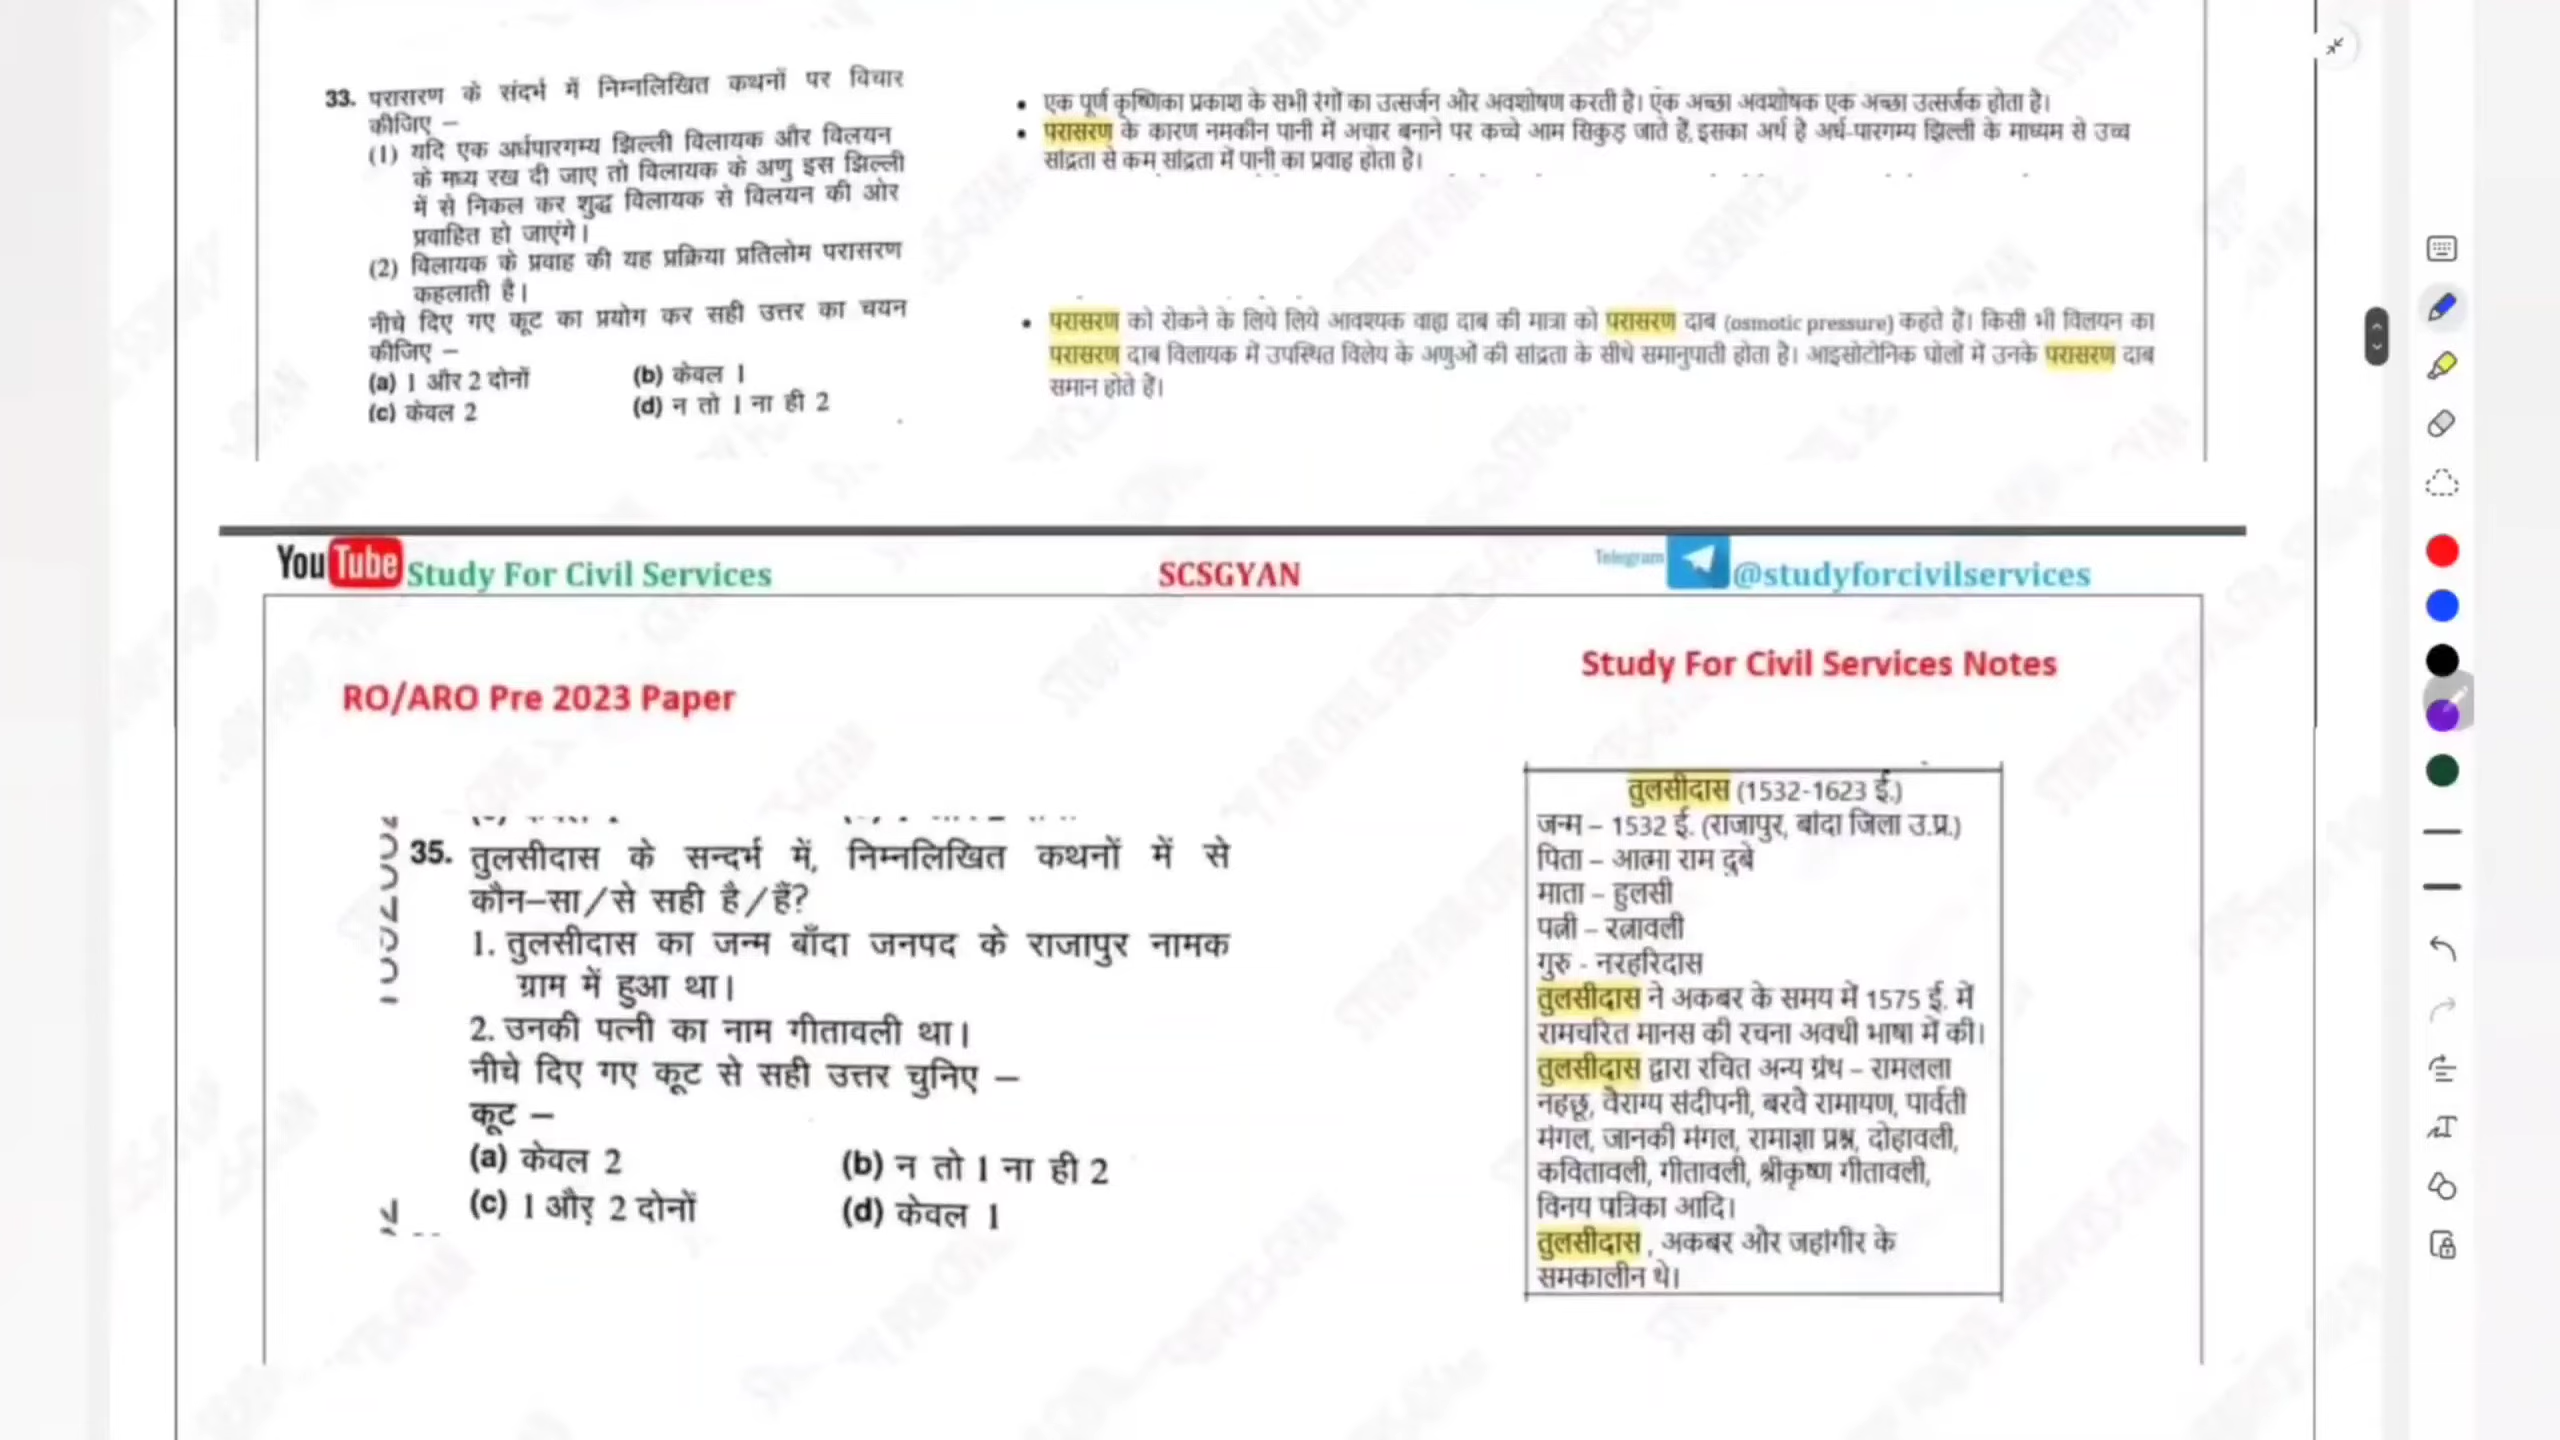 33. परासरण के संदर्भ में निम्नलिखित कथनों पर विचार
कीजिए –
(1) यदि एक अर्धपारगम्य झिल्ली विलायक और विलयन
के मध्य रख दी जाए तो विलायक के अणु इस झिल्ली
में से निकल कर शुद्ध विलायक से विलयन की ओर
प्रवाहित हो जाएंगे।
(2) विलायक के प्रवाह की यह प्रक्रिया प्रतिलोम परासरण
कहलाती है।
नीचे दिए गए कूट का प्रयोग कर सही उत्तर का चयन
कीजिए –
(a) 1 और 2 दोनों (b) केवल 1
(c) केवल 2 (d) न तो 1 ना ही 2
• एक पूर्ण कृष्णिका प्रकाश के सभी रंगों का उत्सर्जन और अवशोषण करती है। एक अच्छा अवशोषक एक अच्छा उत्सर्जक होता है।
• परासरण के कारण नमकीन पानी में अचार बनाने पर कच्चे आम सिकुड़ जाते हैं, इसका अर्थ है अर्ध-पारगम्य झिल्ली के माध्यम से उच्च
सांद्रता से कम सांद्रता में पानी का प्रवाह होता है।
• परासरण को रोकने के लिये लिये आवश्यक वाह्य दाब की मात्रा को परासरण दाब (osmotic pressure) कहते हैं। किसी भी विलयन का
परासरण दाब विलायक में उपस्थित विलेय के अणुओं की सांद्रता के सीधे समानुपाती होता है। आइसोटोनिक घोलों में उनके परासरण दाब
समान होते हैं।
YouTube Study For Civil Services SCSGYAN Telegram @studyforcivilservices
Study For Civil Services Notes
RO/ARO Pre 2023 Paper
35. तुलसीदास के सन्दर्भ में, निम्नलिखित कथनों में से
कौन–सा/से सही है/हैं?
1. तुलसीदास का जन्म बाँदा जनपद के राजापुर नामक
ग्राम में हुआ था।
2. उनकी पत्नी का नाम गीतावली था।
नीचे दिए गए कूट से सही उत्तर चुनिए –
कूट –
(a) केवल 2 (b) न तो 1 ना ही 2
(c) 1 और 2 दोनों (d) केवल 1
तुलसीदास (1532-1623 ई.)
जन्म – 1532 ई. (राजापुर, बांदा जिला उ.प्र.)
पिता – आत्मा राम दुबे
माता – हुलसी
पत्नी – रत्नावली
गुरु - नरहरिदास
तुलसीदास ने अकबर के समय में 1575 ई. में
रामचरित मानस की रचना अवधी भाषा में की।
तुलसीदास द्वारा रचित अन्य ग्रंथ – रामलला
नहछू, वैराग्य संदीपनी, बरवै रामायण, पार्वती
मंगल, जानकी मंगल, रामाज्ञा प्रश्न, दोहावली,
कवितावली, गीतावली, श्रीकृष्ण गीतावली,
विनय पत्रिका आदि।
तुलसीदास , अकबर और जहांगीर के
समकालीन थे।